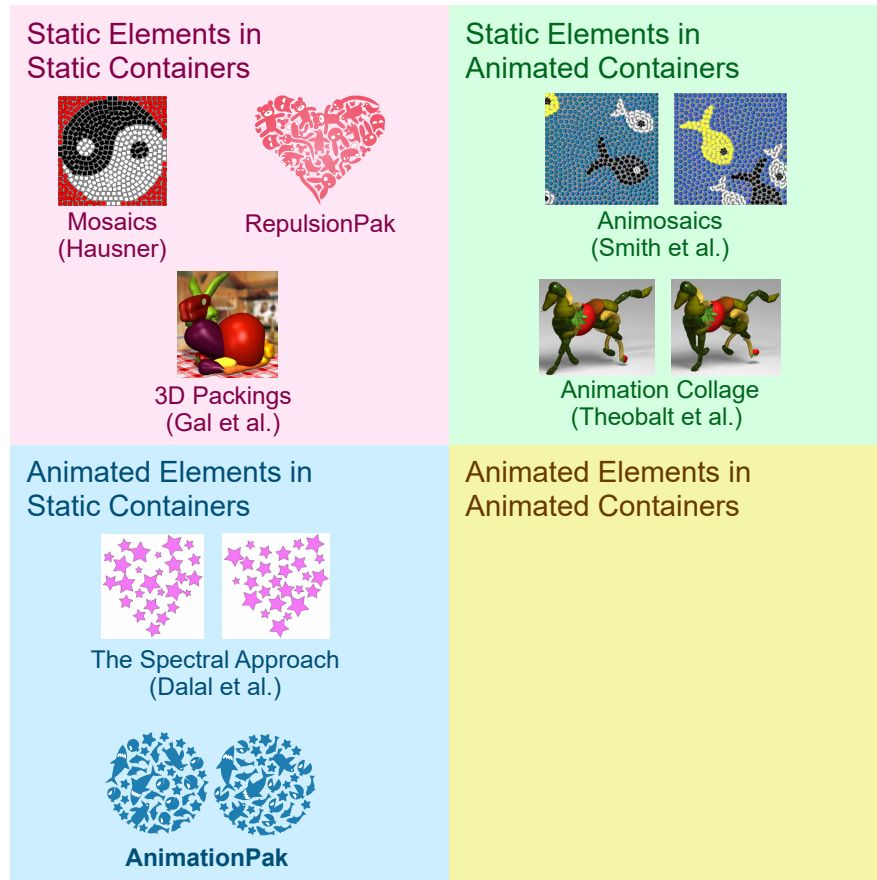 Static Elements in
Static Containers
Mosaics
(Hausner)
RepulsionPak
3D Packings
(Gal et al.)
Static Elements in
Animated Containers
Animosaics
(Smith et al.)
Animation Collage
(Theobalt et al.)
Animated Elements in
Static Containers
The Spectral Approach
(Dalal et al.)
AnimationPak
Animated Elements in
Animated Containers